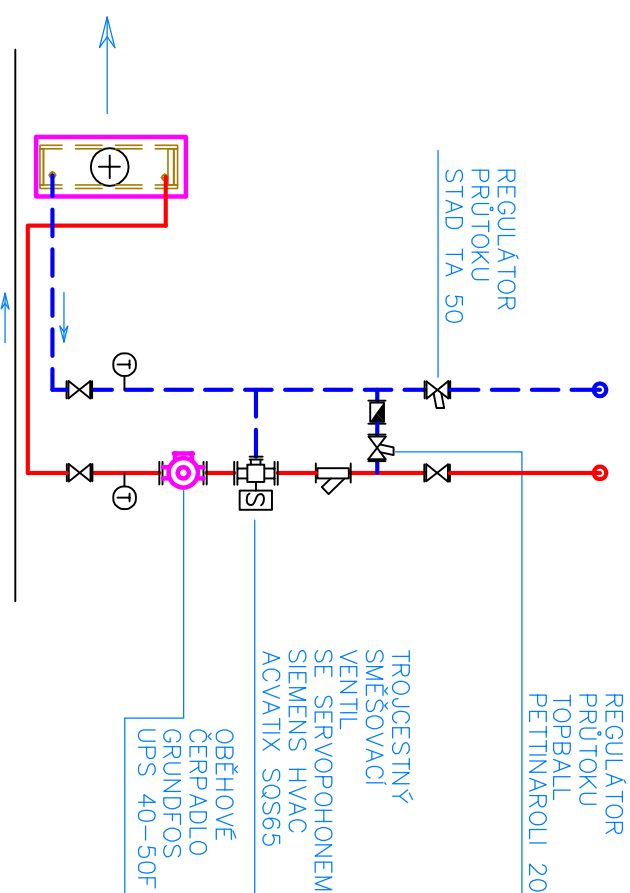 REGULÁTOR
PRŮTOKU
STAD TA 50
REGULÁTOR
PRŮTOKU
TOPBALL
PETTINAROLI 20
TROJCESTNÝ
SMĚŠOVACÍ
VENTIL
SE SERVOPOHONEM
SIEMENS HVAC
ACVATIX SQS65
OBĚHOVÉ
ČERPADLO
GRUNDFOS
UPS 40-50F
T
T
S